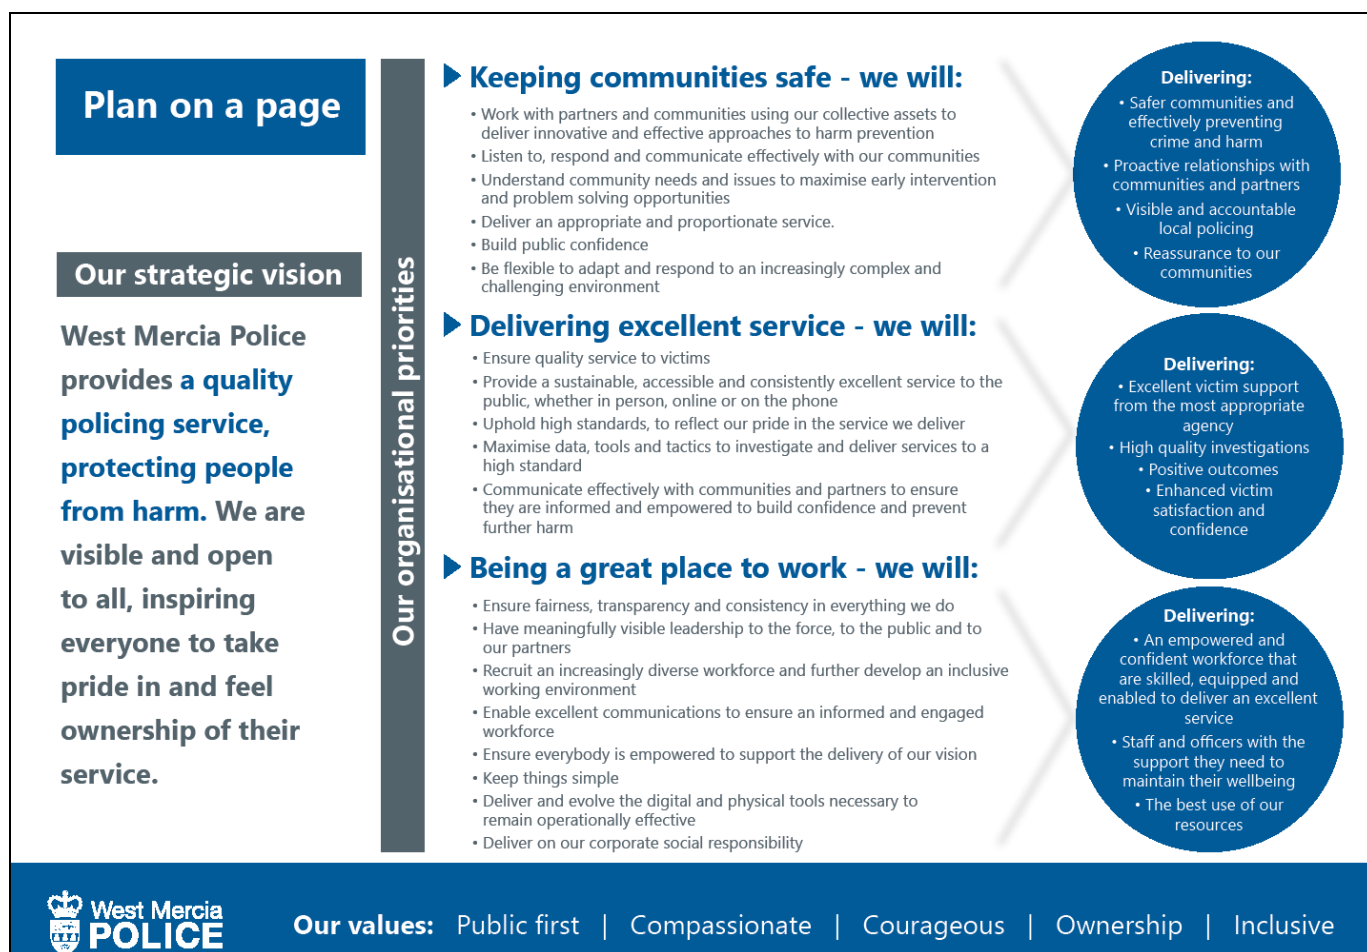 Plan on a page
Our strategic vision
West Mercia Police
provides a quality
policing service,
protecting people
from harm. We are
visible and open
to all, inspiring
everyone to take
pride in and feel
ownership of their
service.
Our organisational priorities
Keeping communities safe - we will:
• Work with partners and communities using our collective assets to
deliver innovative and effective approaches to harm prevention
• Listen to, respond and communicate effectively with our communities
• Understand community needs and issues to maximise early intervention
and problem solving opportunities
• Deliver an appropriate and proportionate service.
• Build public confidence
• Be flexible to adapt and respond to an increasingly complex and
challenging environment
Delivering:
• Safer communities and
effectively preventing
crime and harm
• Proactive relationships with
communities and partners
• Visible and accountable
local policing
• Reassurance to our
communities
Delivering excellent service - we will:
• Ensure quality service to victims
• Provide a sustainable, accessible and consistently excellent service to the
public, whether in person, online or on the phone
• Uphold high standards, to reflect our pride in the service we deliver
• Maximise data, tools and tactics to investigate and deliver services to a
high standard
• Communicate effectively with communities and partners to ensure
they are informed and empowered to build confidence and prevent
further harm
Delivering:
• Excellent victim support
from the most appropriate
agency
• High quality investigations
• Positive outcomes
• Enhanced victim
satisfaction and
confidence
Being a great place to work - we will:
• Ensure fairness, transparency and consistency in everything we do
• Have meaningfully visible leadership to the force, to the public and to
our partners
• Recruit an increasingly diverse workforce and further develop an inclusive
working environment
• Enable excellent communications to ensure an informed and engaged
workforce
• Ensure everybody is empowered to support the delivery of our vision
• Keep things simple
• Deliver and evolve the digital and physical tools necessary to
remain operationally effective
• Deliver on our corporate social responsibility
Delivering:
• An empowered and
confident workforce that
are skilled, equipped and
enabled to deliver an excellent
service
• Staff and officers with the
support they need to
maintain their wellbeing
• The best use of our
resources
West Mercia
POLICE
Our values: Public first | Compassionate | Courageous | Ownership | Inclusive